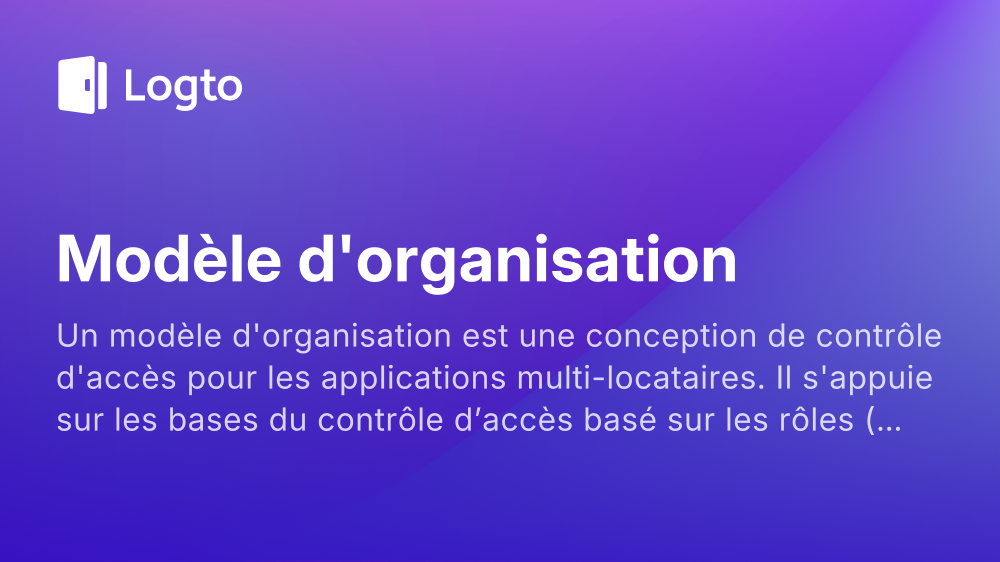 Logto
Modèle d'organisation
Un modèle d'organisation est une conception de contrôle
d'accès pour les applications multi-locataires. Il s'appuie
sur les bases du contrôle d’accès basé sur les rôles (...